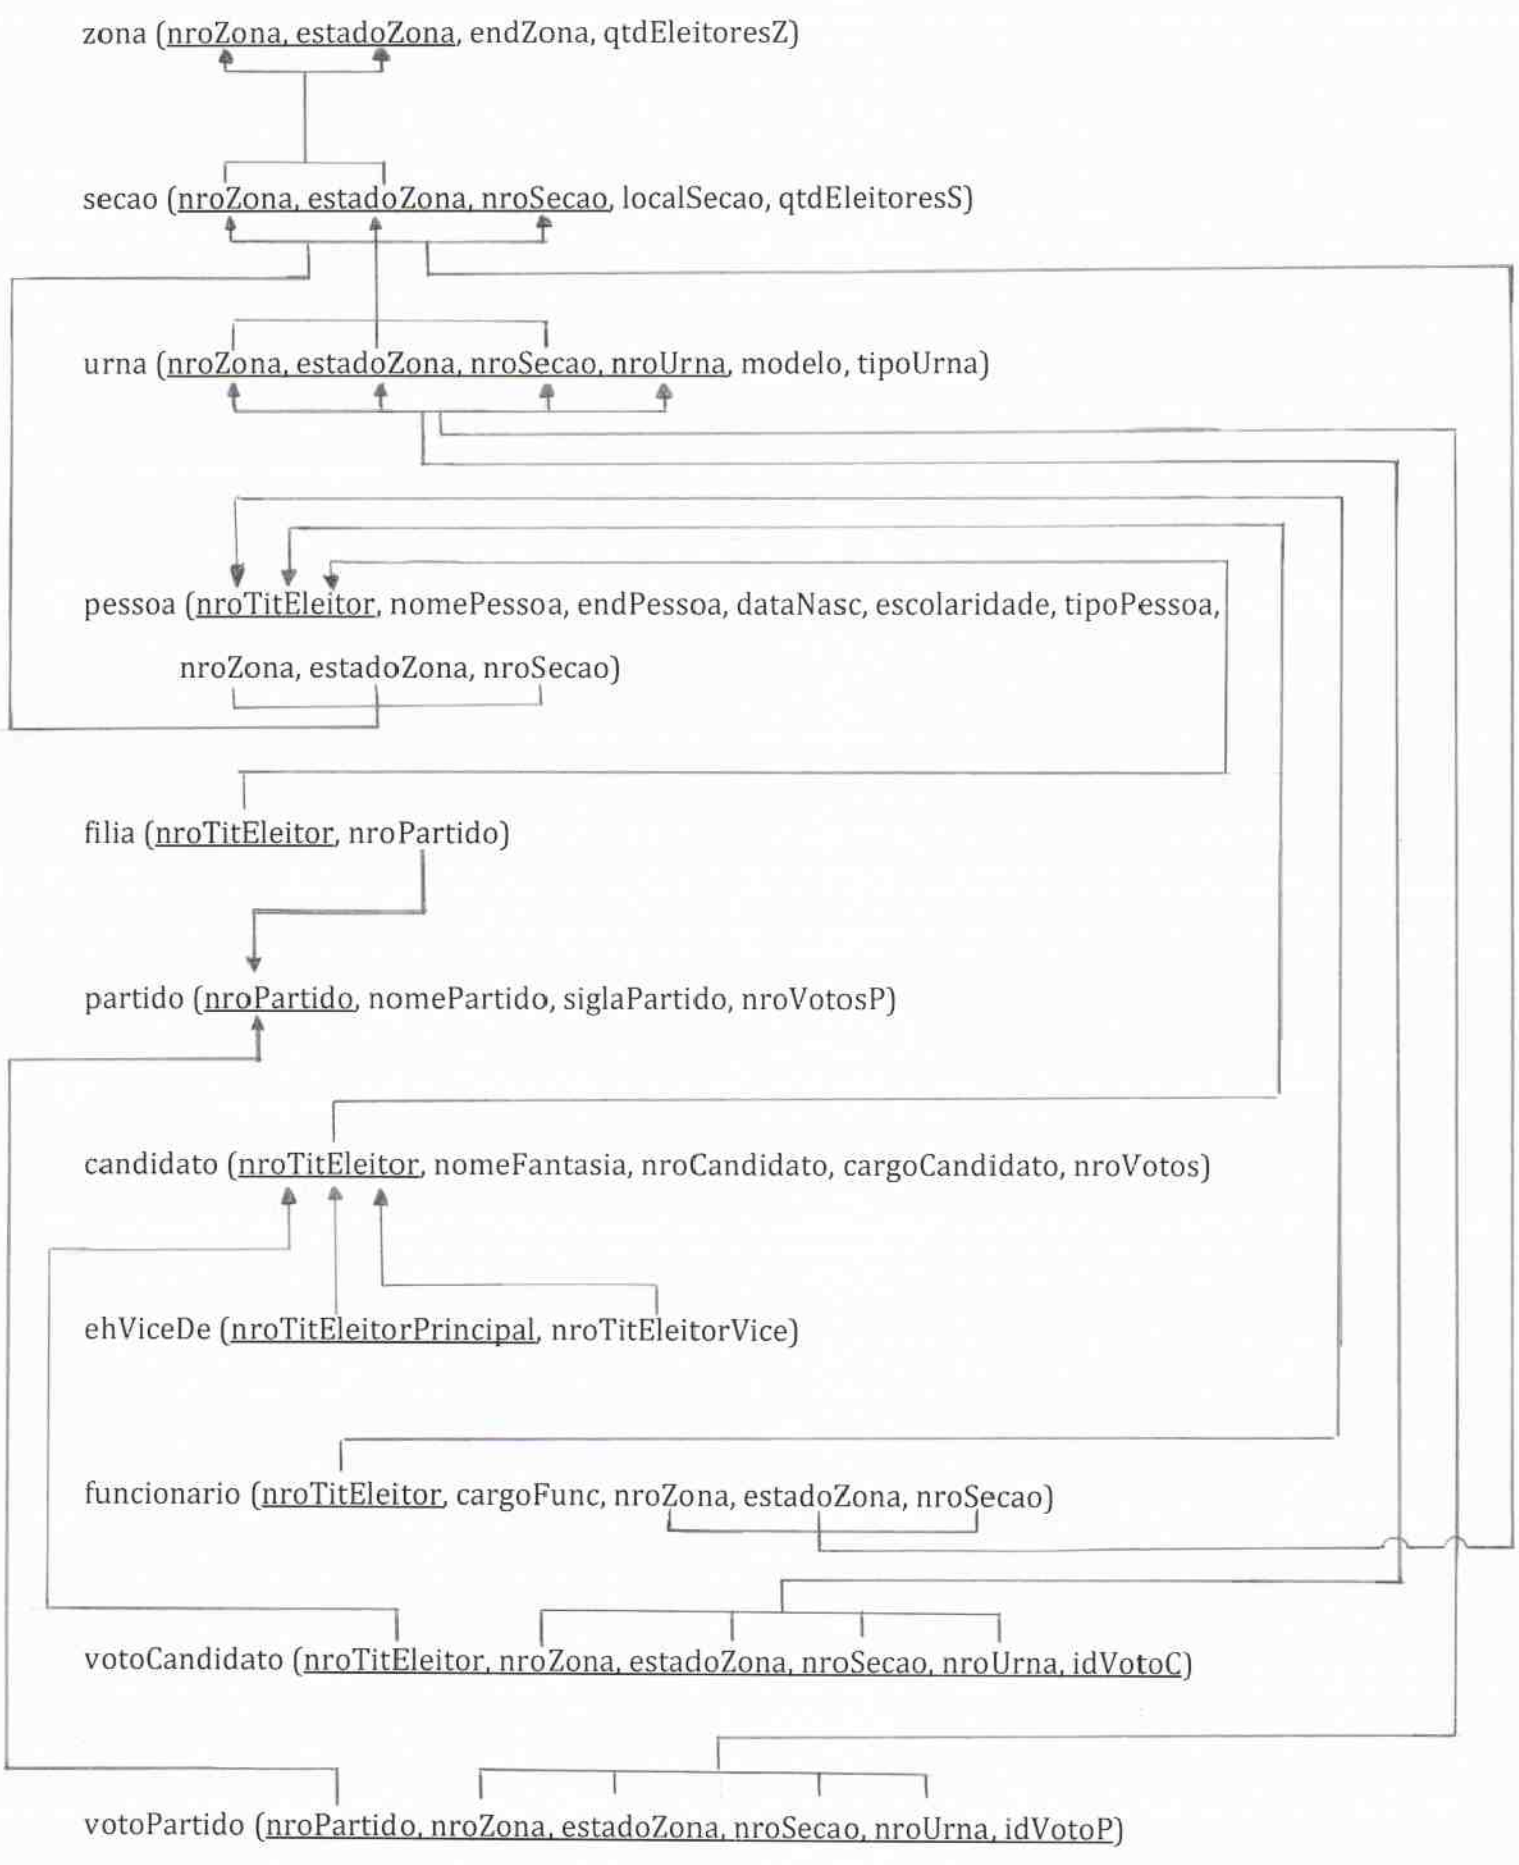 zona (nroZona, estadoZona, endZona, qtdEleitoresZ)
secao (nroZona, estadoZona, nroSecao, localSecao, qtdEleitoresS)
urna (nroZona, estadoZona, nroSecao, nroUrna, modelo, tipoUrna)
pessoa (nroTitEleitor, nomePessoa, endPessoa, dataNasc, escolaridade, tipoPessoa,
nroZona, estadoZona, nroSecao)
filia (nroTitEleitor, nroPartido)
partido (nroPartido, nomePartido, siglaPartido, nroVotosP)
candidato (nroTitEleitor, nomeFantasia, nroCandidato, cargoCandidato, nroVotos)
ehViceDe (nroTitEleitorPrincipal, nroTitEleitorVice)
funcionario (nroTitEleitor, cargoFunc, nroZona, estadoZona, nroSecao)
votoCandidato (nroTitEleitor, nroZona, estadoZona, nroSecao, nroUrna, idVotoC)
votoPartido (nroPartido, nroZona, estadoZona, nroSecao, nroUrna, idVotoP)